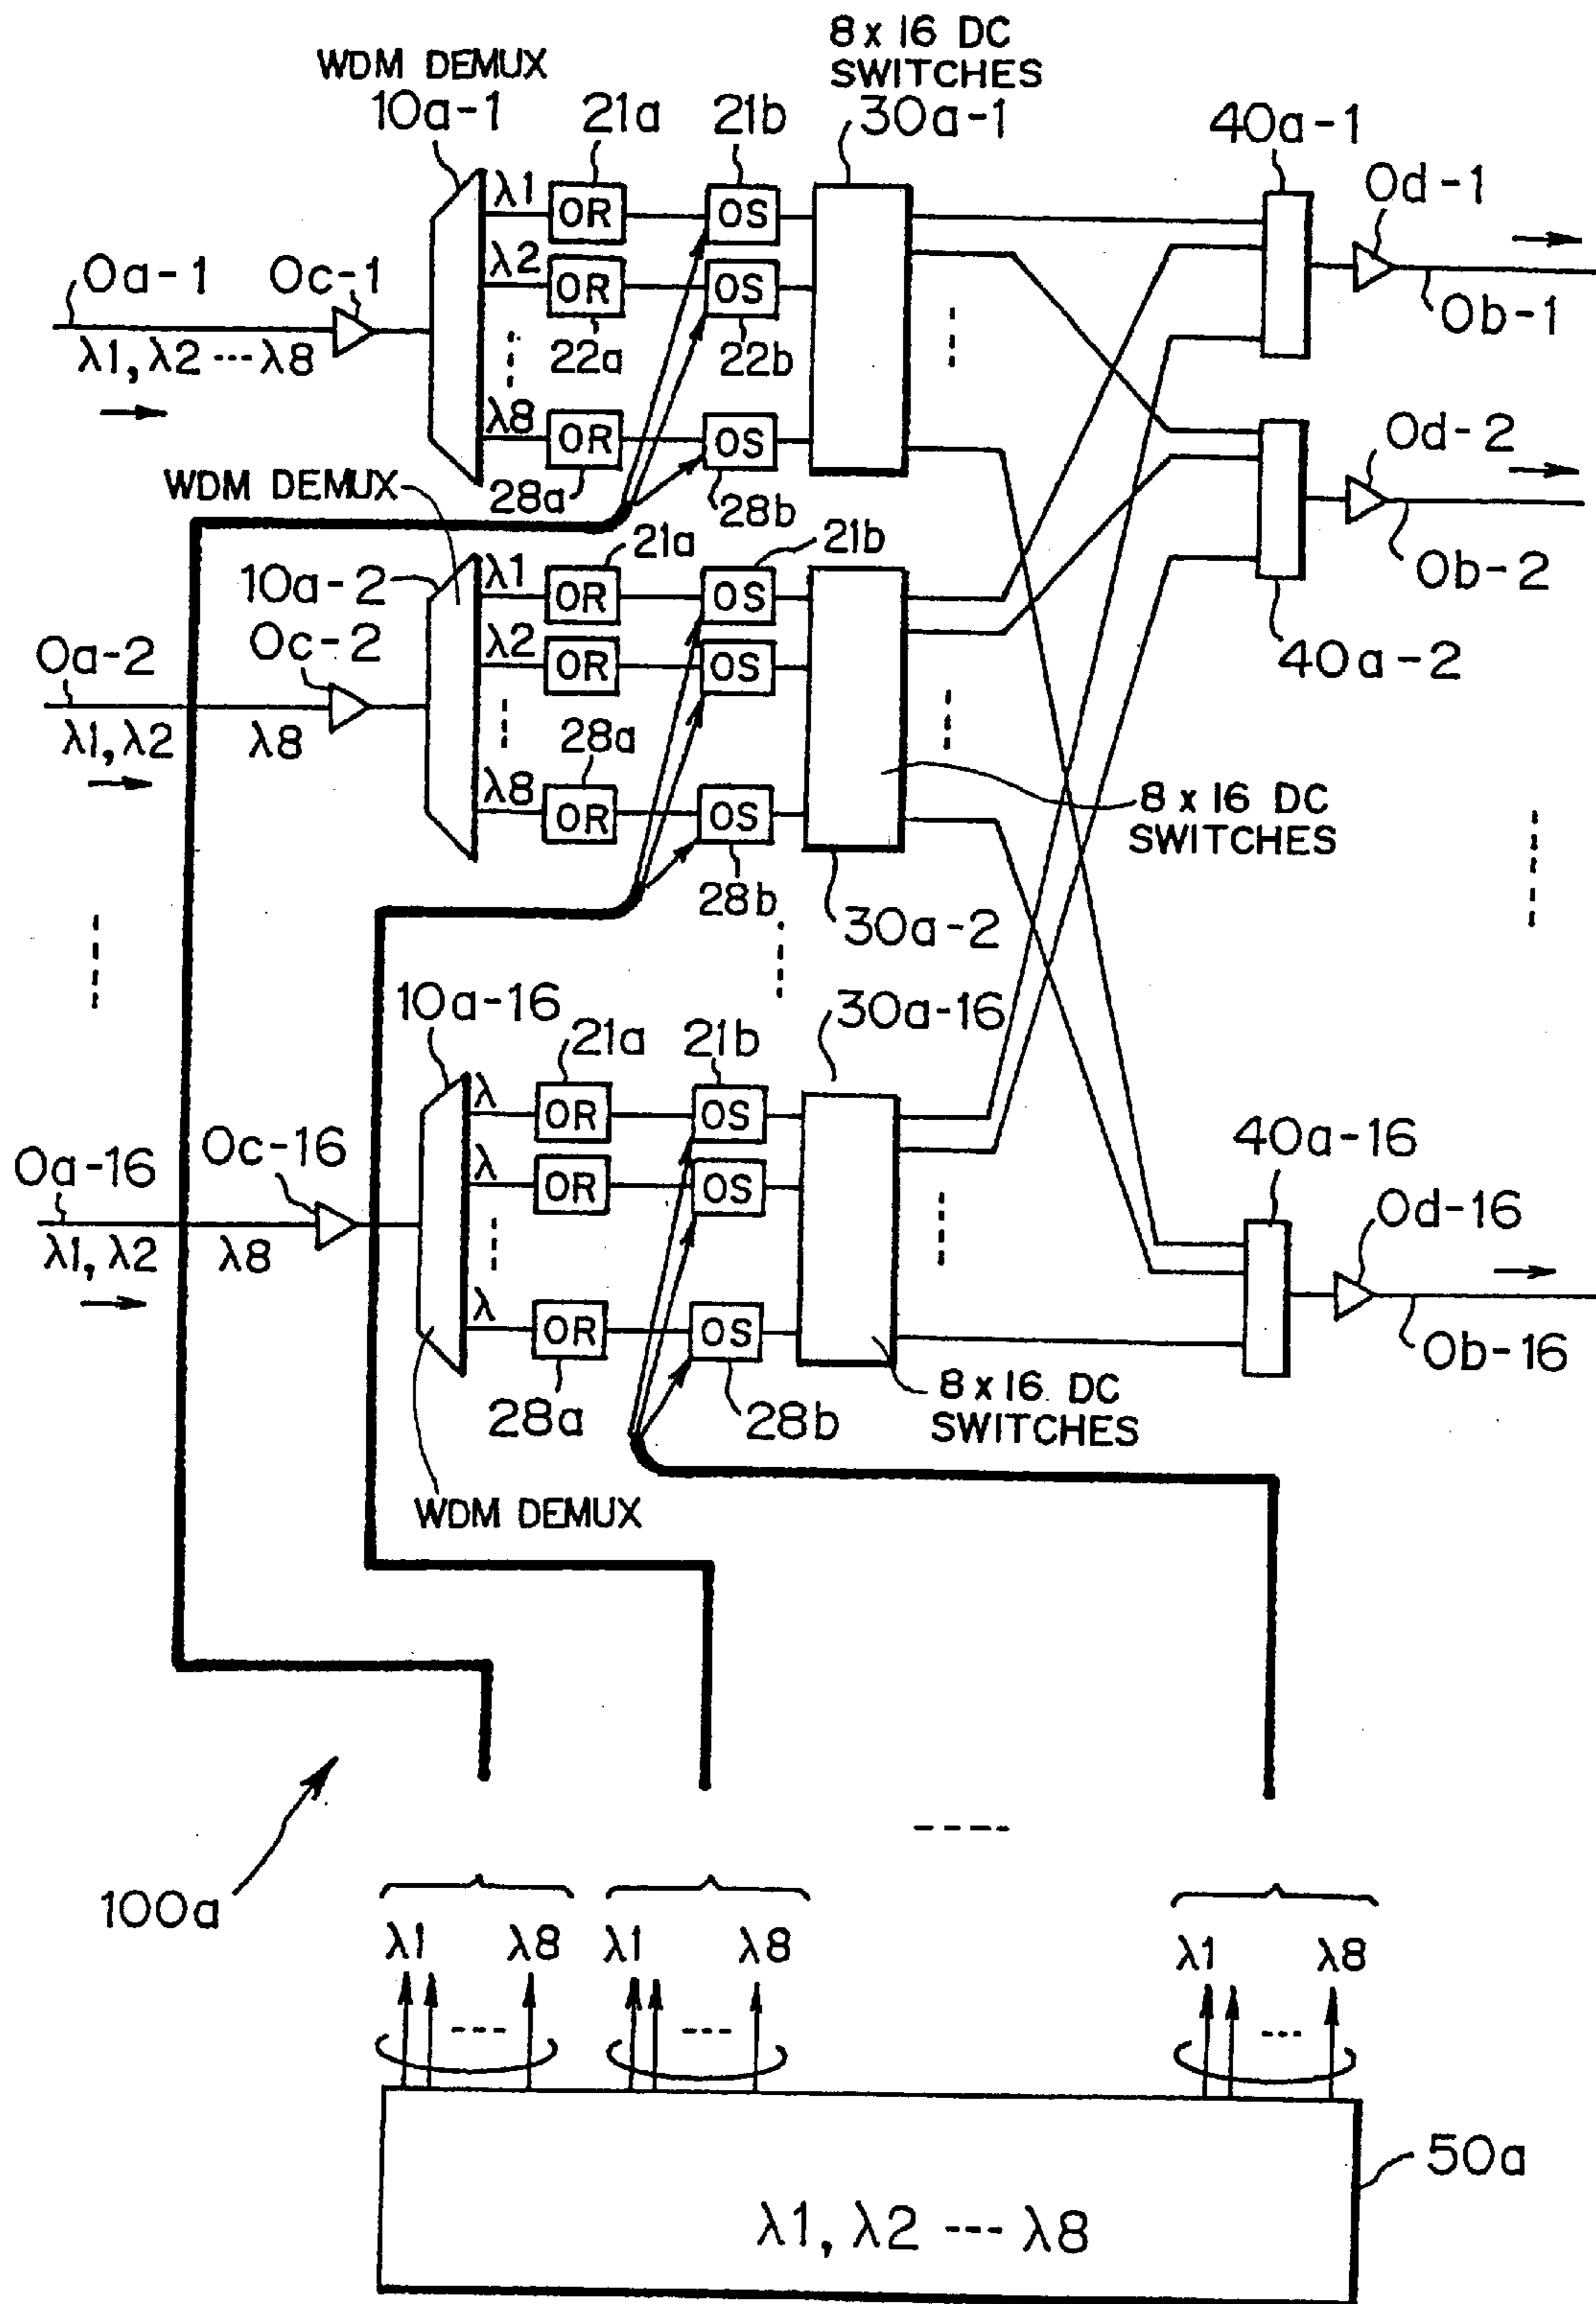 8 x 16 DC
SWITCHES
WDM DEMUX
10a-1
21a
21b
30a-1
40a-1
Od-1
λ1
OR
OS
λ2
OR
OS
Oa-1
Oc-1
22a
22b
Ob-1
λ1, λ2 --- λ8
λ8
OR
OS
28a
28b
Od-2
WDM DEMUX
21a
21b
10a-2
λ1
OR
OS
Ob-2
Oc-2
λ2
OR
OS
40a-2
Oa-2
λ1, λ2
λ8
28a
λ8
OR
OS
8 x 16 DC
SWITCHES
28b
30a-2
10a-16
21a
21b
30a-16
λ
OR
OS
40a-16
Oa-16
Oc-16
λ
OR
OS
Od-16
λ1, λ2
λ8
λ
OR
OS
Ob-16
28a
28b
8 x 16 DC
SWITCHES
WDM DEMUX
100a
λ1
λ8
λ1
λ8
λ1
λ8
50a
λ1, λ2 --- λ8